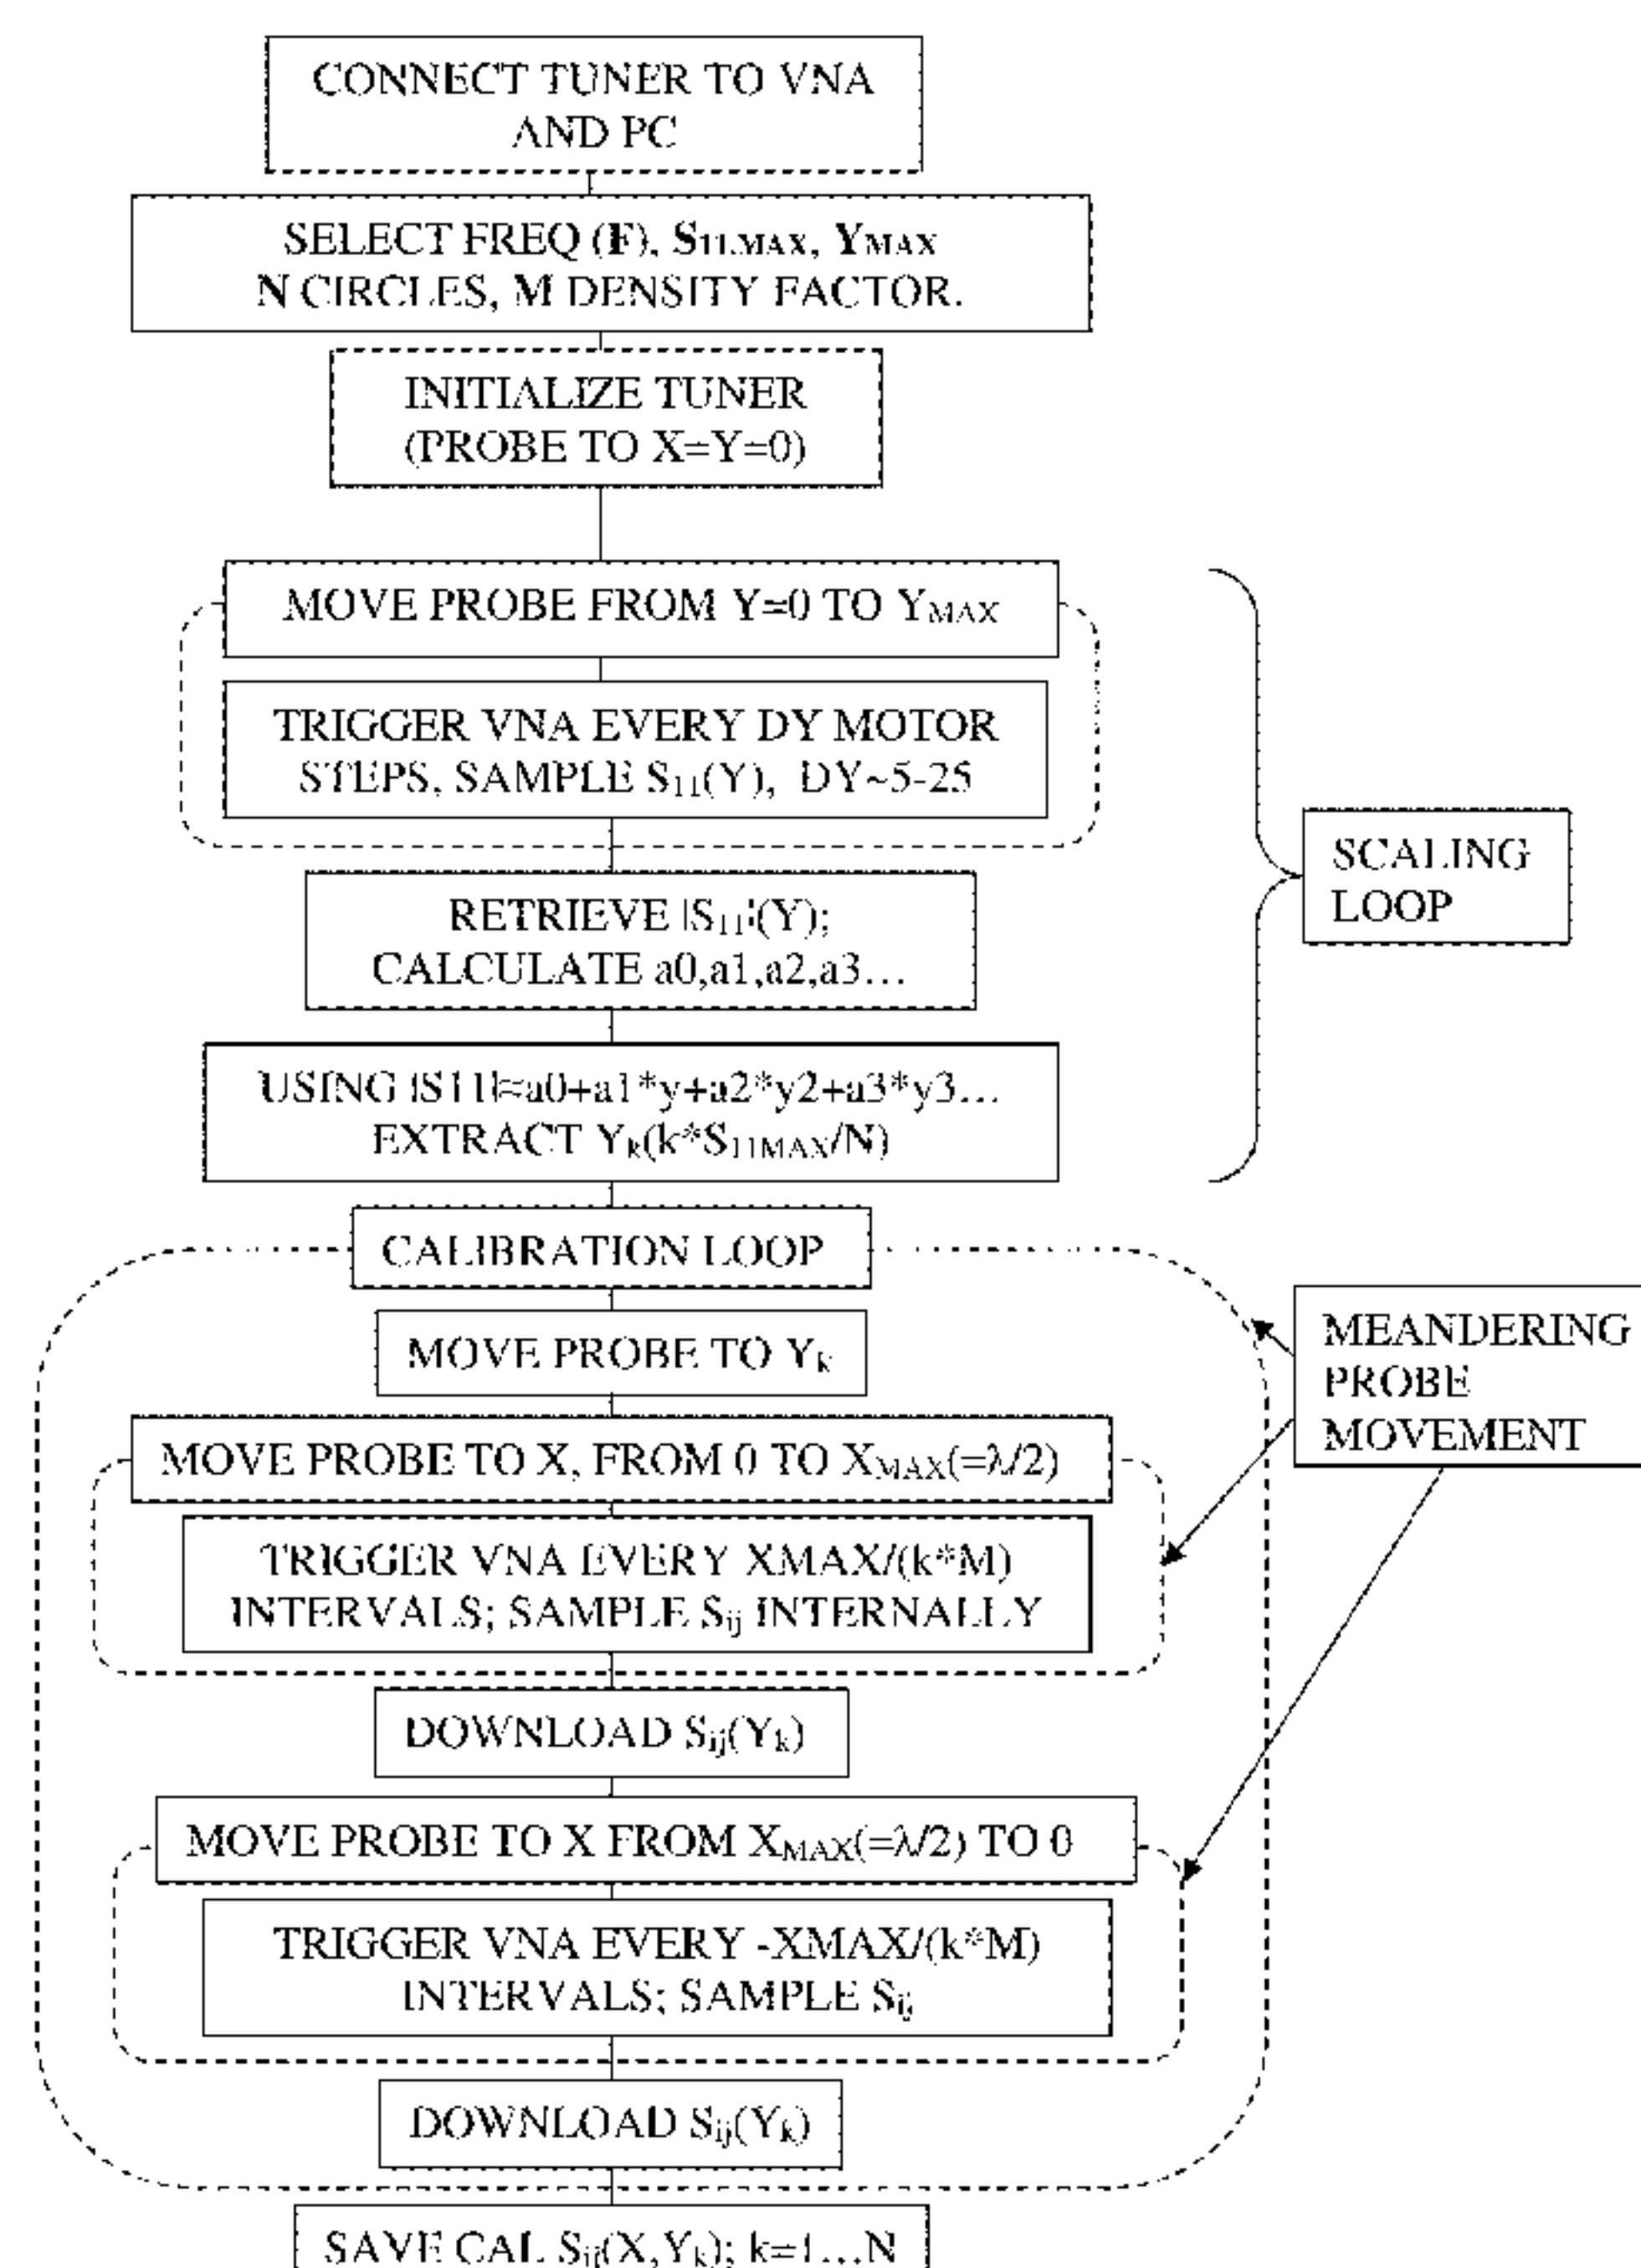 CONNECT TUNER TO VNA
AND PC
SELECT FREQ (F), S11.MAX, YMAX
N CIRCLES, M DENSITY FACTOR.
INITIALIZE TUNER
(PROBE TO X=Y=0)
MOVE PROBE FROM Y=0 TO YMAX
TRIGGER VNA EVERY DY MOTOR
STEPS, SAMPLE S11(Y), DY~5-25
RETRIEVE |S11|(Y);
CALCULATE a0,a1,a2,a3...
USING |S11|=a0+a1*y+a2*y2+a3*y3...
EXTRACT Yk(k*S11MAX/N)
SCALING
LOOP
CALIBRATION LOOP
MOVE PROBE TO Yk
MOVE PROBE TO X, FROM 0 TO XMAX(=λ/2)
TRIGGER VNA EVERY XMAX/(k*M)
INTERVALS; SAMPLE Sij INTERNALLY
DOWNLOAD Sij(Yk)
MOVE PROBE TO X FROM XMAX(=λ/2) TO 0
TRIGGER VNA EVERY -XMAX/(k*M)
INTERVALS; SAMPLE Sij
DOWNLOAD Sij(Yk)
MEANDERING
PROBE
MOVEMENT
SAVE CAL Sij(X,Yk); k=1...N